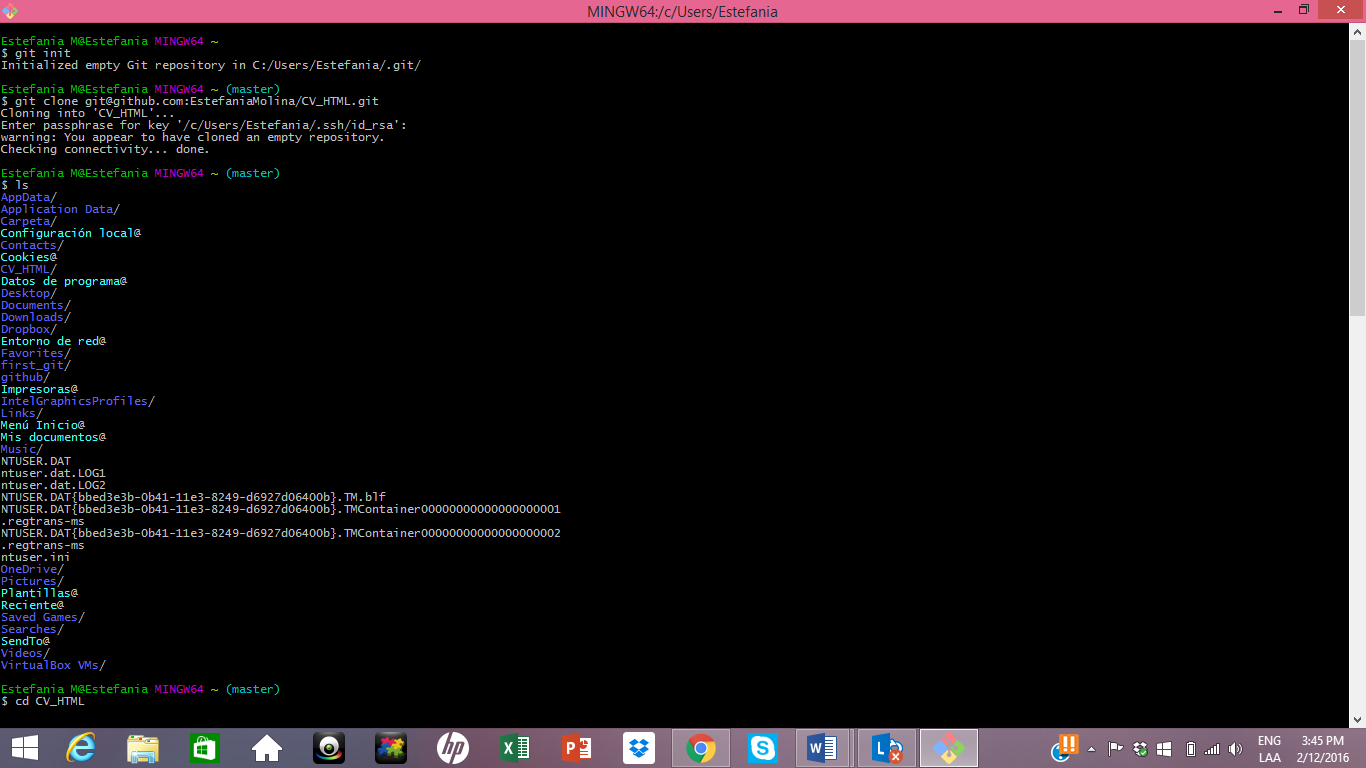 MINGW64:/c/Users/Estefania
Estefania M@Estefania MINGW64 ~
$ git init
Initialized empty Git repository in C:/Users/Estefania/.git/
Estefania M@Estefania MINGW64 ~ (master)
$ git clone git@github.com:EstefaniaMolina/CV_HTML.git
Cloning into 'CV_HTML'...
Enter passphrase for key '/c/Users/Estefania/.ssh/id_rsa':
warning: You appear to have cloned an empty repository.
Checking connectivity... done.
Estefania M@Estefania MINGW64 ~ (master)
$ ls
AppData/
Application Data/
Carpeta/
Configuración local@
Contacts/
Cookies@
CV_HTML/
Datos de programa@
Desktop/
Documents/
Downloads/
Dropbox/
Entorno de red@
Favorites/
first_git/
github/
Impresoras@
IntelGraphicsProfiles/
Links/
Menú Inicio@
Mis documentos@
Music/
NTUSER.DAT
ntuser.dat.LOG1
ntuser.dat.LOG2
NTUSER.DAT{bbed3e3b-0b41-11e3-8249-d6927d06400b}.TM.blf
NTUSER.DAT{bbed3e3b-0b41-11e3-8249-d6927d06400b}.TMContainer00000000000000000001
.regtrans-ms
NTUSER.DAT{bbed3e3b-0b41-11e3-8249-d6927d06400b}.TMContainer00000000000000000002
.regtrans-ms
ntuser.ini
OneDrive/
Pictures/
Plantillas@
Reciente@
Saved Games/
Searches/
SendTo@
Videos/
VirtualBox VMs/
Estefania M@Estefania MINGW64 ~ (master)
$ cd CV_HTML
ENG 3:45 PM
LAA 2/12/2016